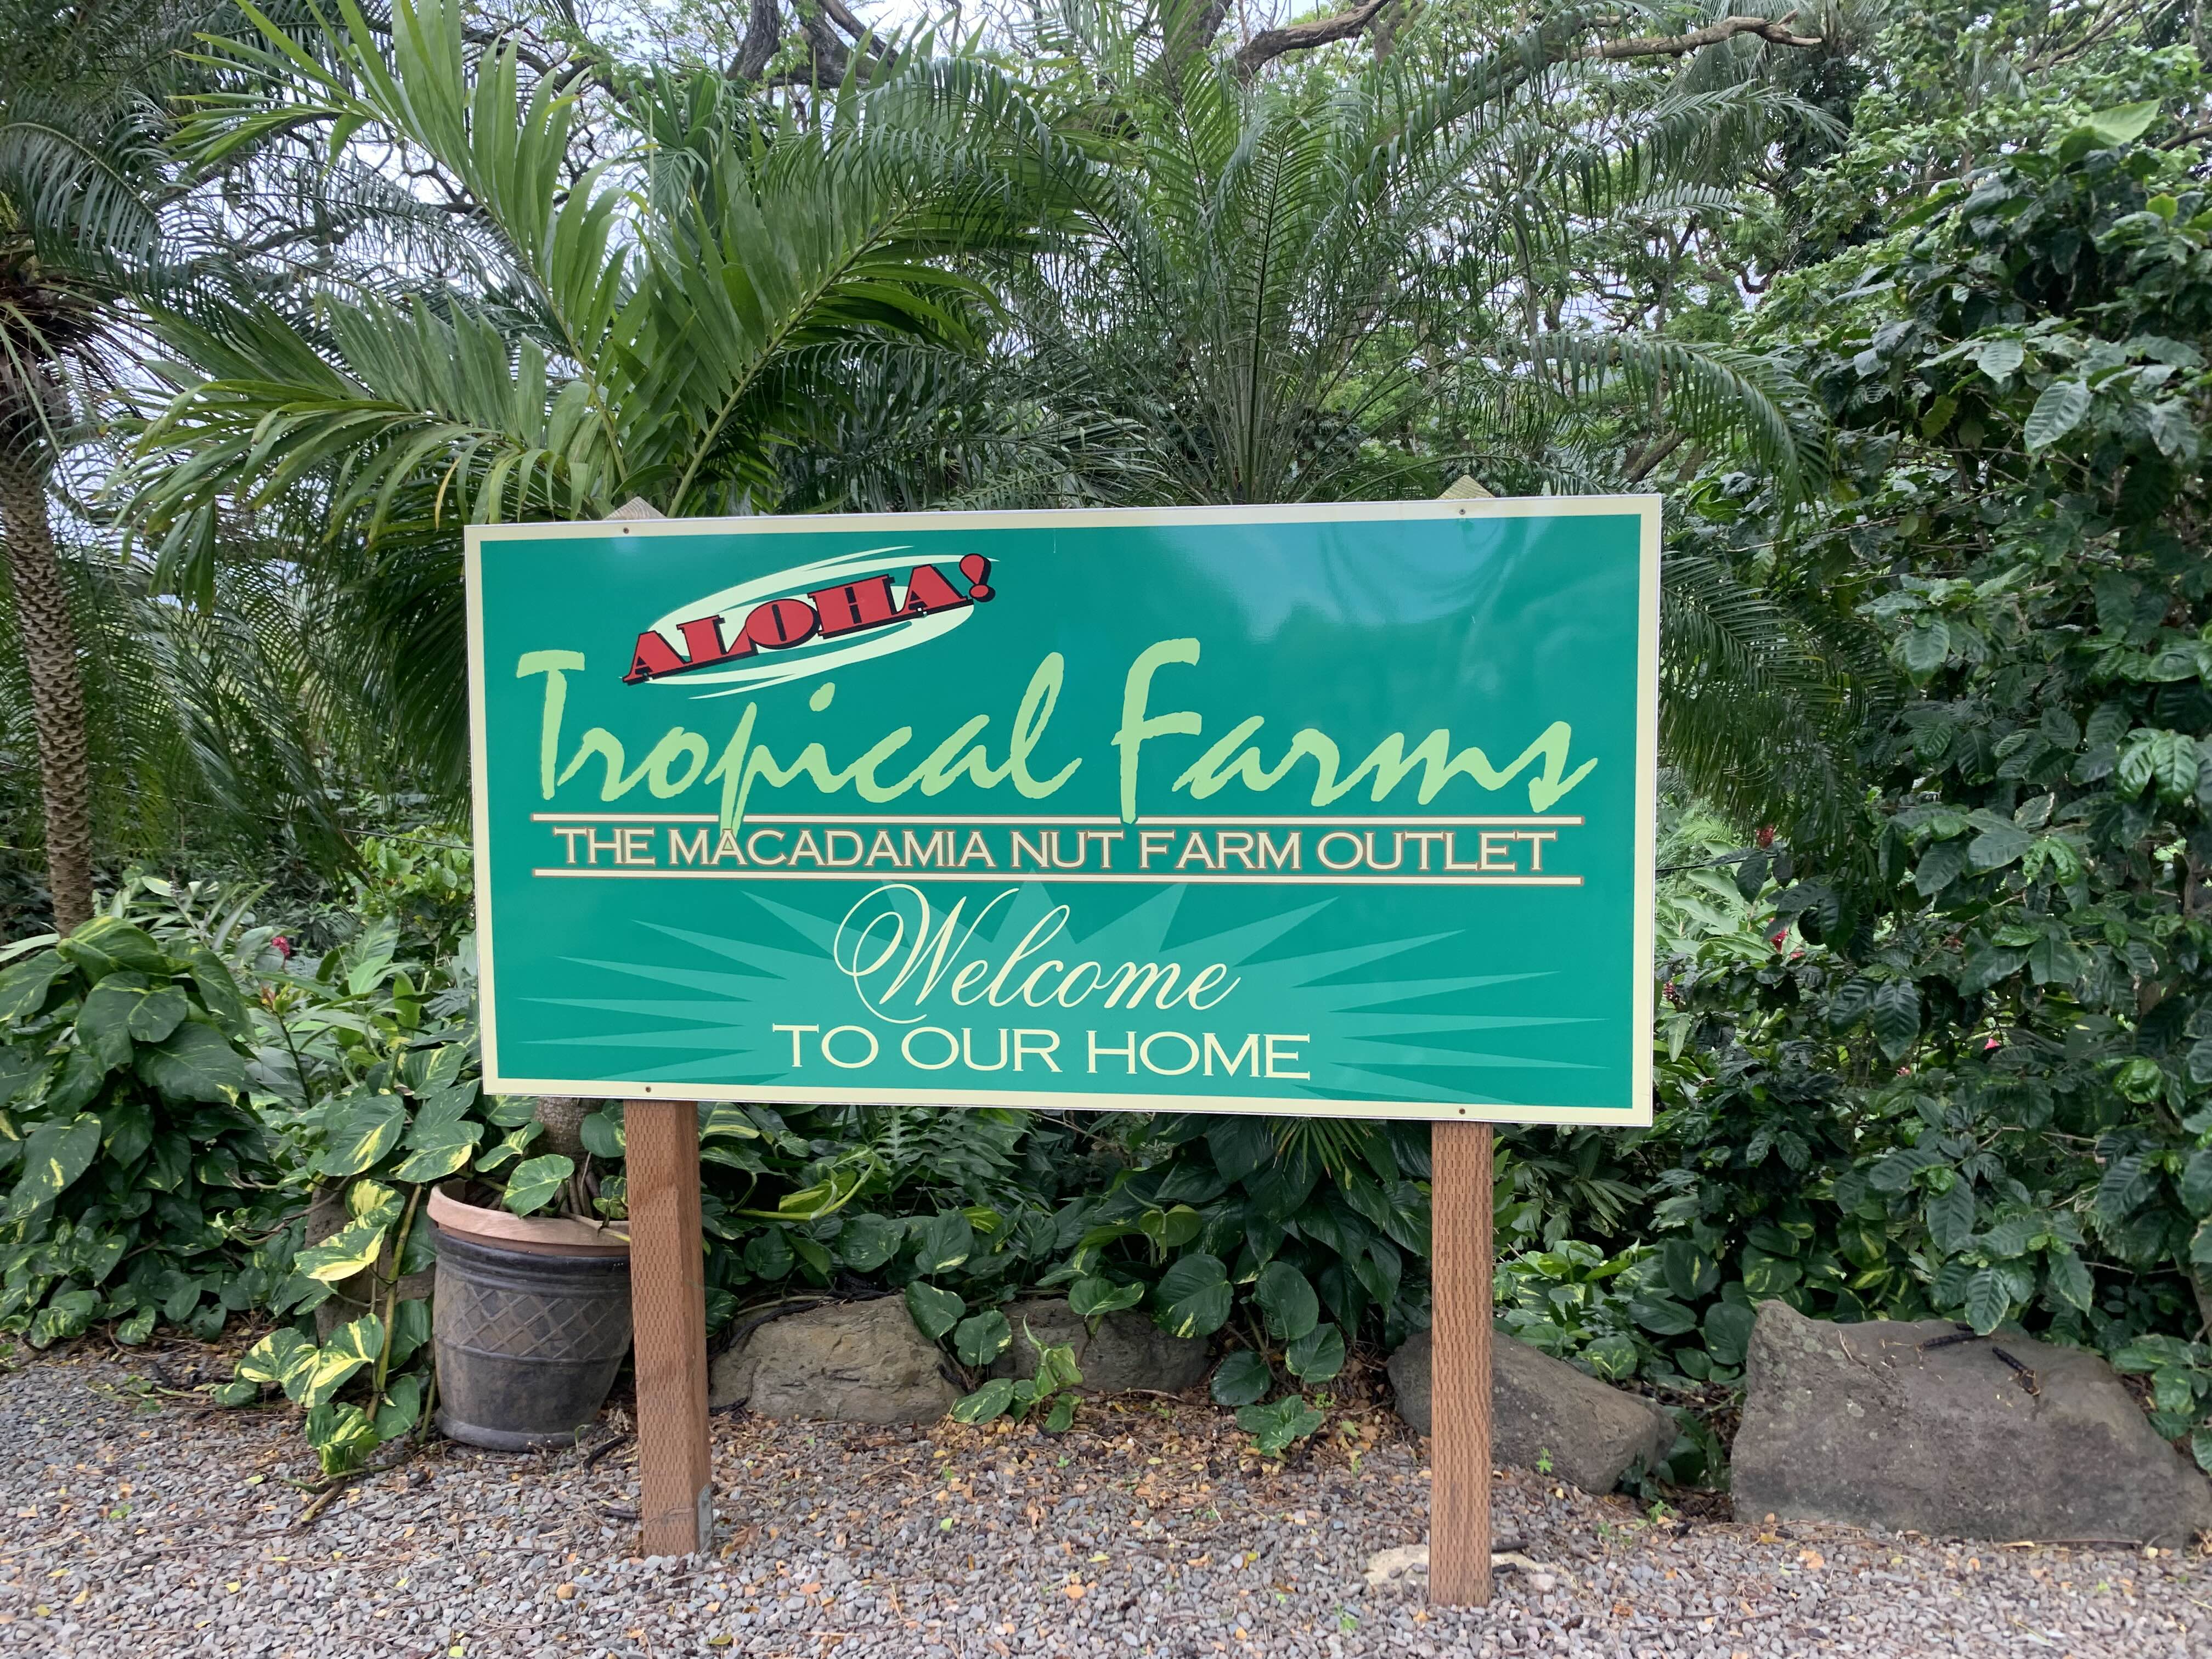 ALOHA!
Tropical Farms
THE MACADAMIA NUT FARM OUTLET
Welcome
TO OUR HOME